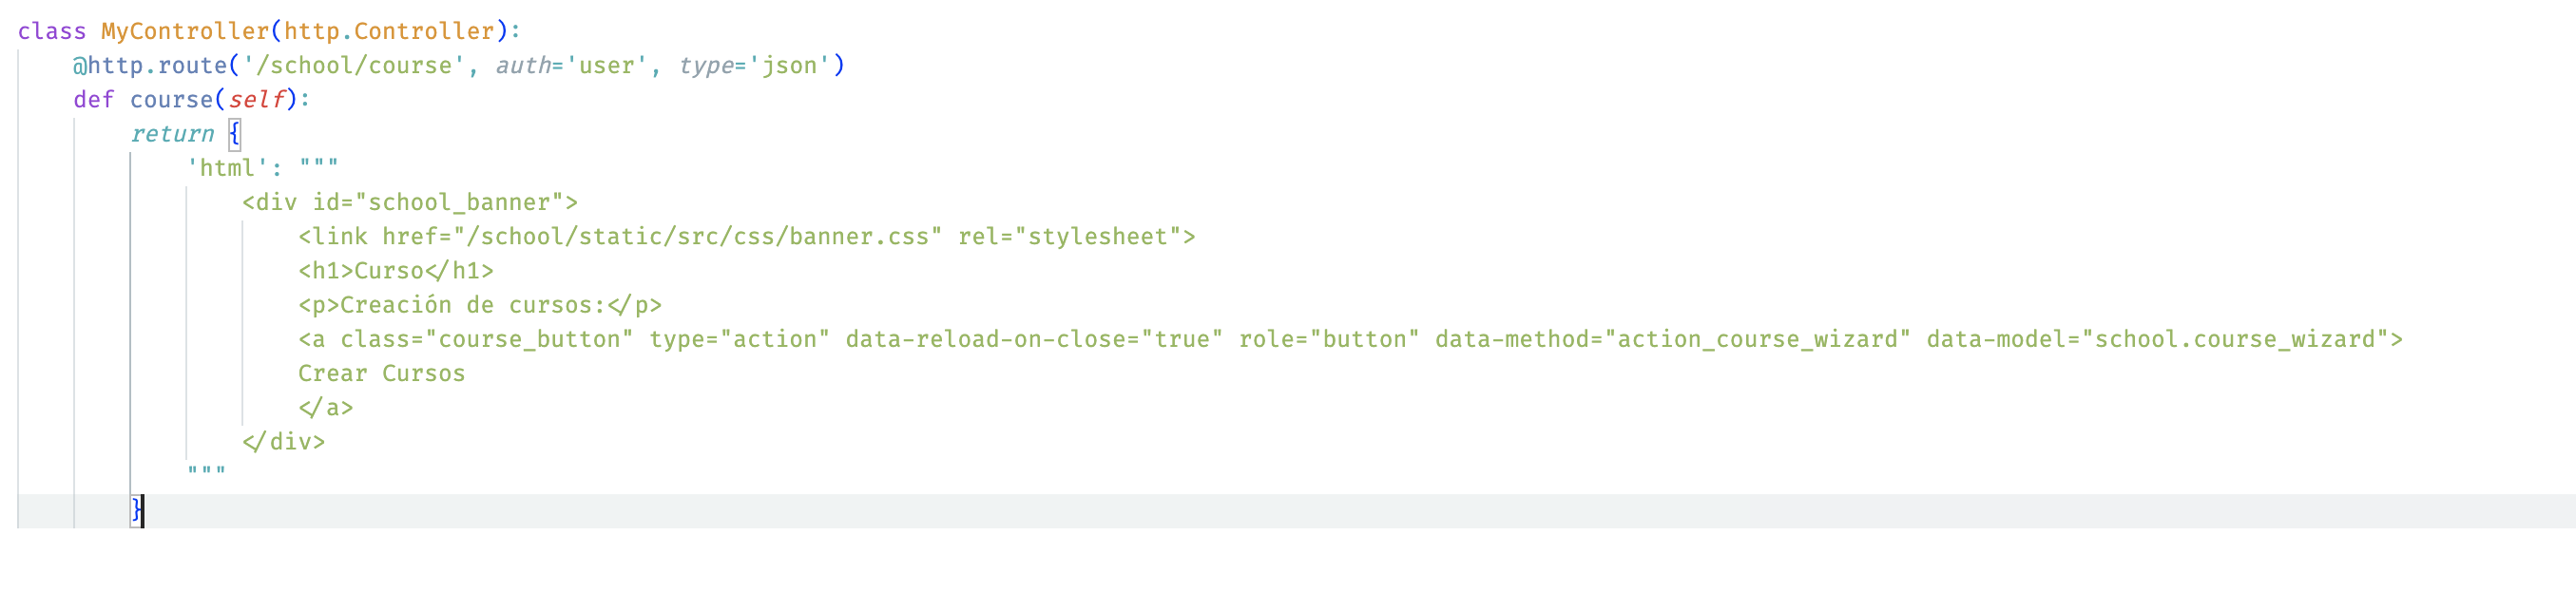 class MyController(http.Controller):
    @http.route('/school/course', auth='user', type='json')
    def course(self):
        return {
            'html': """
                <div id="school_banner">
                    <link href="/school/static/src/css/banner.css" rel="stylesheet">
                    <h1>Curso</h1>
                    <p>Creación de cursos:</p>
                    <a class="course_button" type="action" data-reload-on-close="true" role="button" data-method="action_course_wizard" data-model="school.course_wizard">
                    Crear Cursos
                    </a>
                </div>
            """
        }